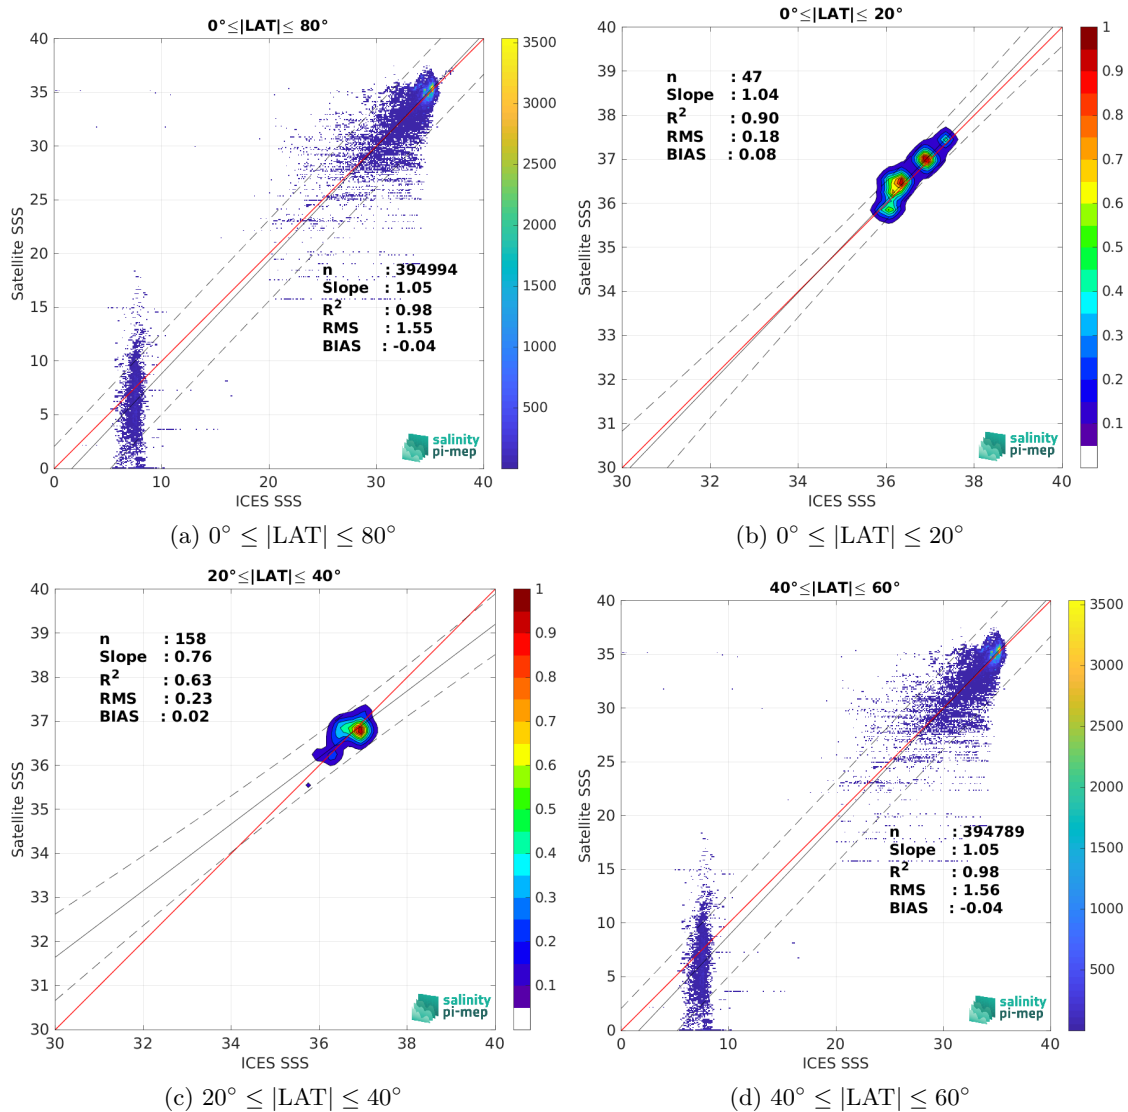 0°≤|LAT|≤ 80°
40
35
30
25
20
15
10
5
0
0
10
20
30
40
Satellite SSS
ICES SSS
n : 394994
Slope : 1.05
R² : 0.98
RMS : 1.55
BIAS : -0.04
3500
3000
2500
2000
1500
1000
500
salinity
pi-mep
(a) 0° ≤ |LAT| ≤ 80°
0°≤|LAT|≤ 20°
40
39
38
37
36
35
34
33
32
31
30
30
32
34
36
38
40
Satellite SSS
ICES SSS
n : 47
Slope : 1.04
R² : 0.90
RMS : 0.18
BIAS : 0.08
1
0.9
0.8
0.7
0.6
0.5
0.4
0.3
0.2
0.1
salinity
pi-mep
(b) 0° ≤ |LAT| ≤ 20°
20°≤|LAT|≤ 40°
40
39
38
37
36
35
34
33
32
31
30
30
32
34
36
38
40
Satellite SSS
ICES SSS
n : 158
Slope : 0.76
R² : 0.63
RMS : 0.23
BIAS : 0.02
1
0.9
0.8
0.7
0.6
0.5
0.4
0.3
0.2
0.1
salinity
pi-mep
(c) 20° ≤ |LAT| ≤ 40°
40°≤|LAT|≤ 60°
40
35
30
25
20
15
10
5
0
0
10
20
30
40
Satellite SSS
ICES SSS
n : 394789
Slope : 1.05
R² : 0.98
RMS : 1.56
BIAS : -0.04
3500
3000
2500
2000
1500
1000
500
salinity
pi-mep
(d) 40° ≤ |LAT| ≤ 60°